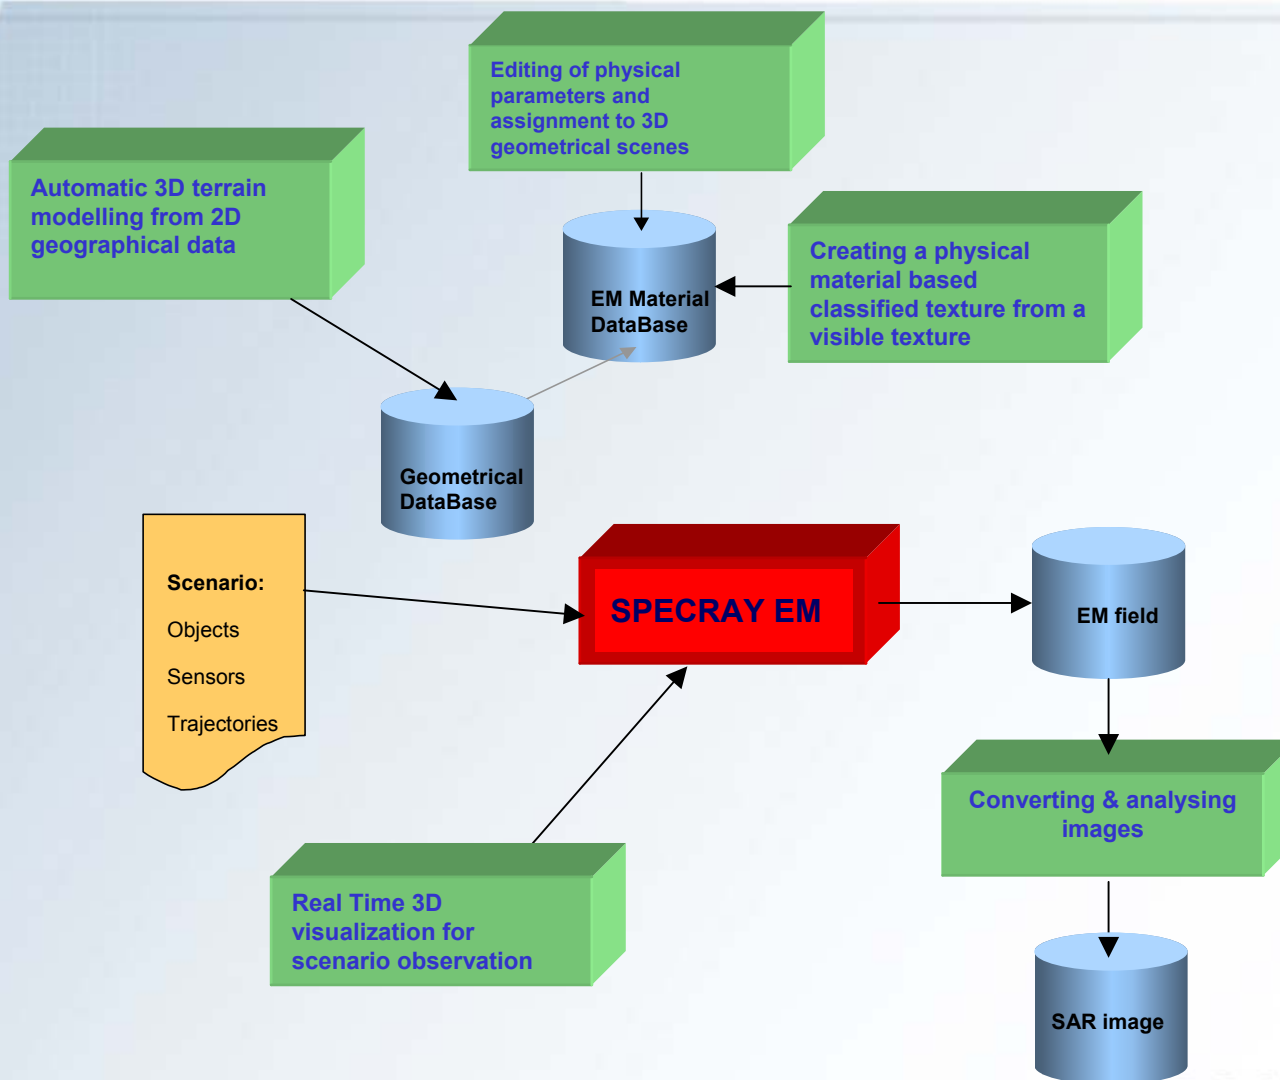 Editing of physical
parameters and
assignment to 3D
geometrical scenes
Automatic 3D terrain
modelling from 2D
geographical data
Creating a physical
material based
classified texture from a
visible texture
EM Material
DataBase
Geometrical
DataBase
Scenario:
Objects
Sensors
Trajectories
SPECRAY EM
EM field
Converting & analysing
images
Real Time 3D
visualization for
scenario observation
SAR image